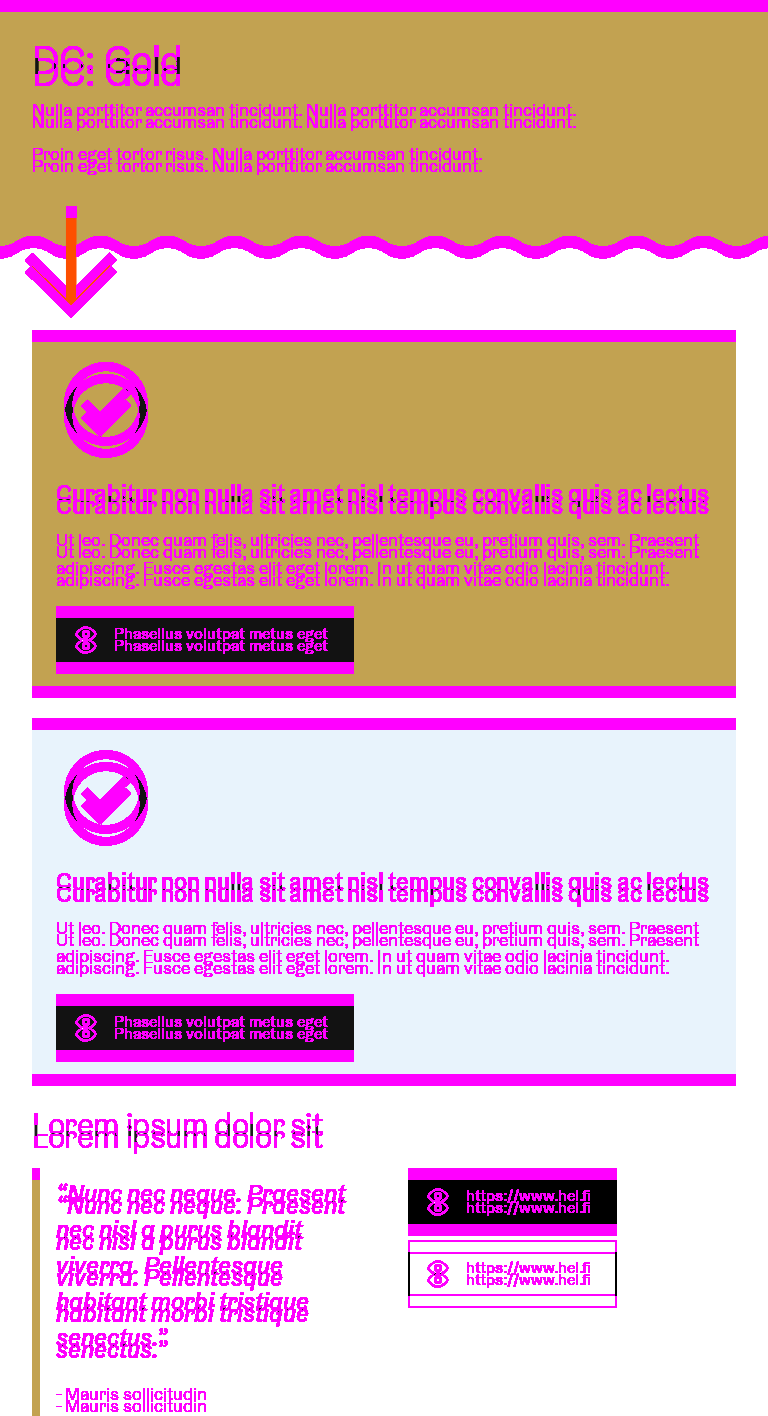 DC: Gold
Nulla porttitor accumsan tincidunt. Nulla porttitor accumsan tincidunt.
Proin eget tortor risus. Nulla porttitor accumsan tincidunt.
Curabitur non nulla sit amet nisl tempus convallis quis ac lectus
Ut leo. Donec quam felis, ultricies nec, pellentesque eu, pretium quis, sem. Praesent
adipiscing. Fusce egestas elit eget lorem. In ut quam vitae odio lacinia tincidunt.
Phasellus volutpat metus eget
Curabitur non nulla sit amet nisl tempus convallis quis ac lectus
Ut leo. Donec quam felis, ultricies nec, pellentesque eu, pretium quis, sem. Praesent
adipiscing. Fusce egestas elit eget lorem. In ut quam vitae odio lacinia tincidunt.
Phasellus volutpat metus eget
Lorem ipsum dolor sit
“Nunc nec neque. Praesent
nec nisl a purus blandit
viverra. Pellentesque
habitant morbi tristique
senectus.”
- Mauris sollicitudin
https://www.hel.fi
https://www.hel.fi